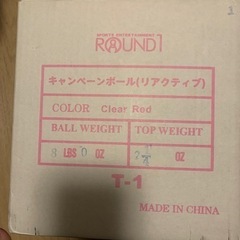 SPORTS ENTERTAINMENT
ROUND1
キャンペーンボール(リアクティブ)
COLOR Clear Red
BALL WEIGHT TOP WEIGHT
8 LBS 0 OZ OZ
T-1
MADE IN CHINA